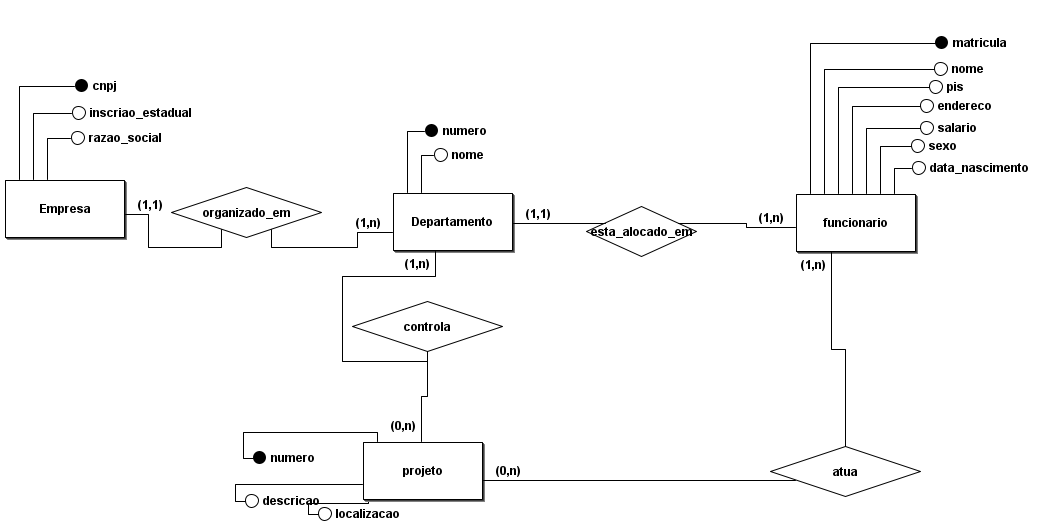 matricula
nome
pis
endereco
salario
sexo
data_nascimento
cnpj
inscriao_estadual
razao_social
numero
nome
Empresa
(1,1)
organizado_em
(1,n)
Departamento
(1,1)
esta_alocado_em
(1,n)
funcionario
(1,n)
(1,n)
controla
(0,n)
numero
projeto
(0,n)
atua
descricao
localizacao